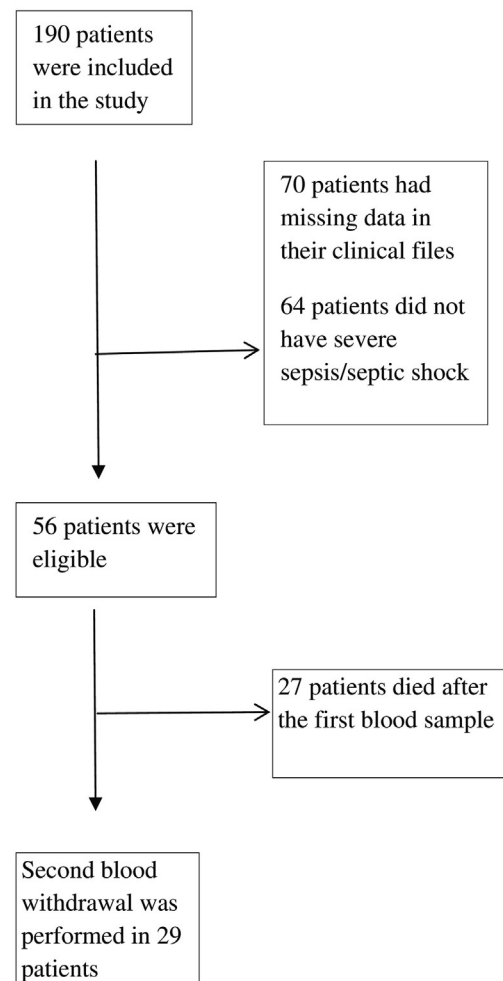 190 patients
were included
in the study
70 patients had
missing data in
their clinical files
64 patients did not
have severe
sepsis/septic shock
56 patients were
eligible
27 patients died after
the first blood sample
Second blood
withdrawal was
performed in 29
patients